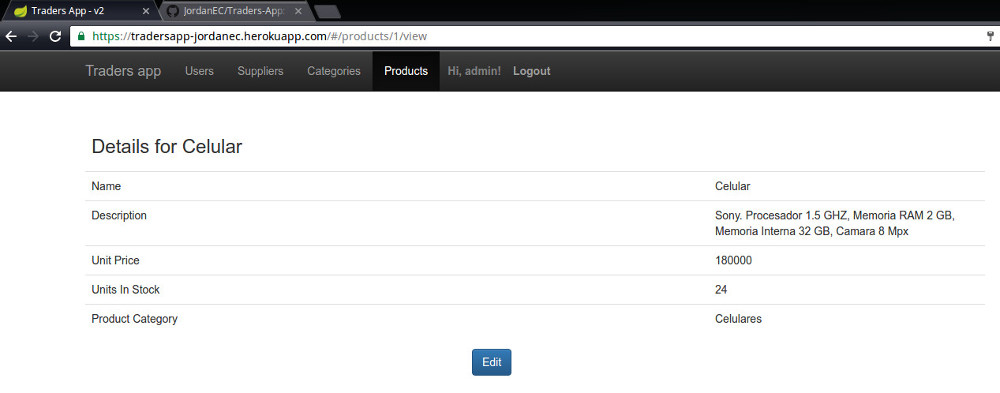 Traders App - v2
JordanEC/Traders-App:
https://tradersapp-jordanec.herokuapp.com/#/products/1/view
Traders app Users Suppliers Categories Products Hi, admin! Logout
Details for Celular
Name Celular
Description Sony. Procesador 1.5 GHZ, Memoria RAM 2 GB,
Memoria Interna 32 GB, Camara 8 Mpx
Unit Price 180000
Units In Stock 24
Product Category Celulares
Edit